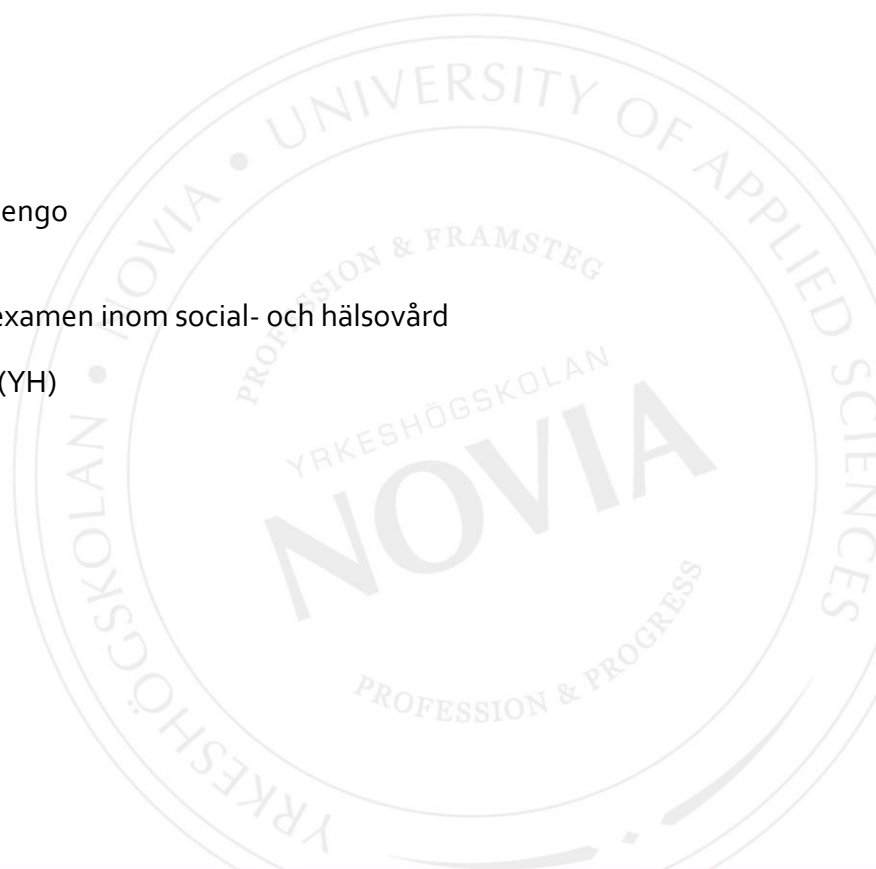 engo
examen inom social- och hälsovård
(YH)
YRKESHÖGSKOLAN • NOVIA • UNIVERSITY OF APPLIED SCIENCES
PROFESSION & FRAMSTEG
YRKESHÖGSKOLAN
NOVIA
PROFESSION & PROGRESS